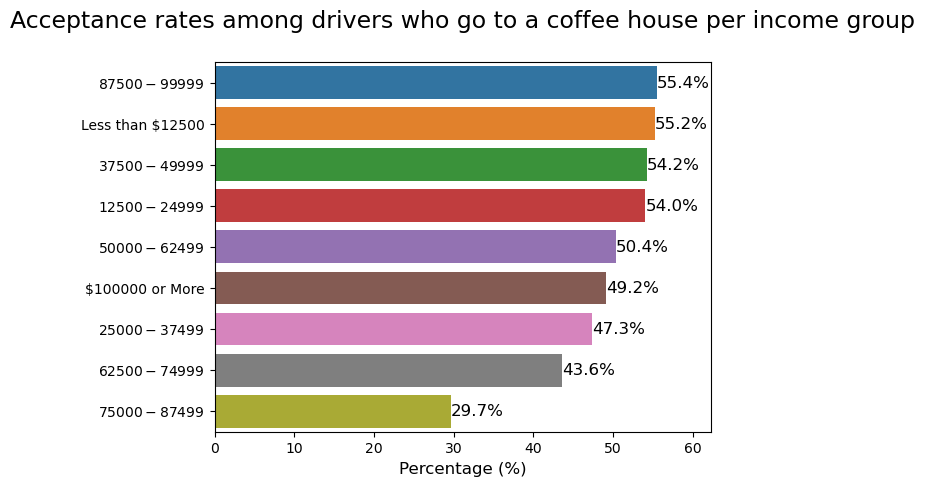 Acceptance rates among drivers who go to a coffee house per income group
87500 - 99999 55.4%
Less than $12500 55.2%
37500 - 49999 54.2%
12500 - 24999 54.0%
50000 - 62499 50.4%
$100000 or More 49.2%
25000 - 37499 47.3%
62500 - 74999 43.6%
75000 - 87499 29.7%
0 10 20 30 40 50 60
Percentage (%)